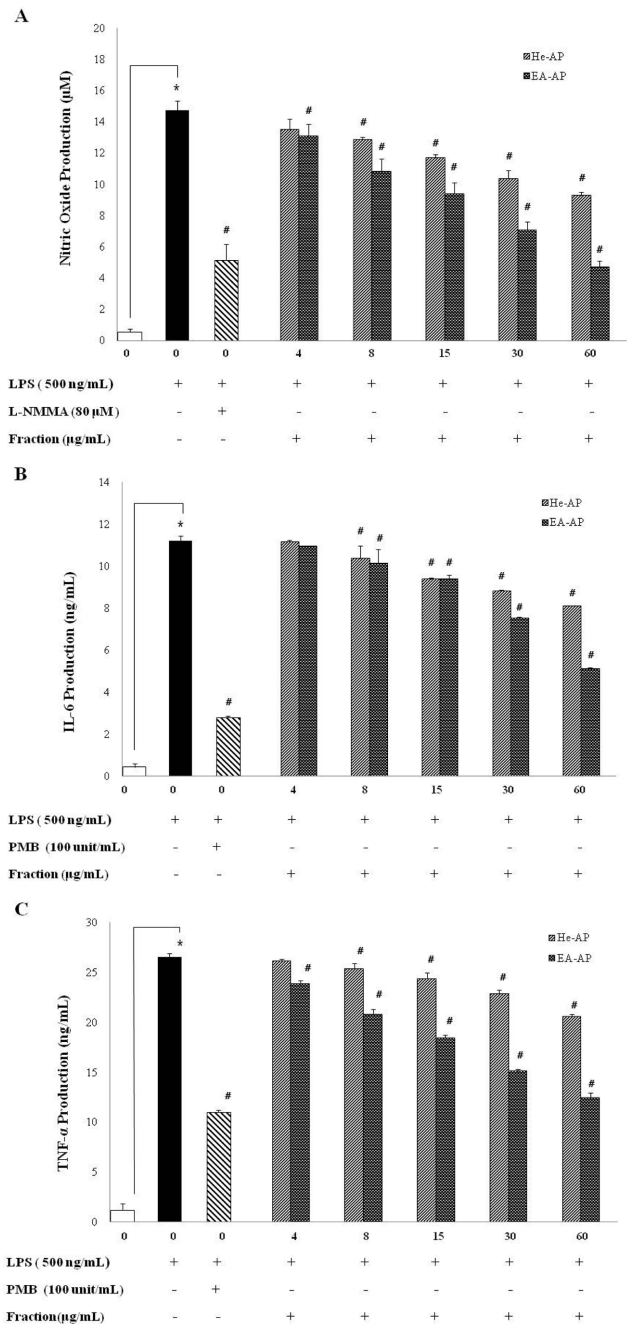 A
20
18
16
14
12
10
8
6
4
2
0
Nitric Oxide Production (µM)
He-AP
EA-AP
*
#
#
#
#
#
#
#
#
#
#
0 0 0 4 8 15 30 60
LPS ( 500 ng/mL) + + + + + + +
L-NMMA (80 µM) - + - - - - -
Fraction (µg/mL) - - + + + + +
B
14
12
10
8
6
4
2
0
IL-6 Production (ng/mL)
He-AP
EA-AP
*
#
# #
# #
#
#
#
#
0 0 0 4 8 15 30 60
LPS ( 500 ng/mL) + + + + + + +
PMB (100 unit/mL) - + - - - - -
Fraction (µg/mL) - - + + + + +
C
30
25
20
15
10
5
0
TNF-α Production (ng/mL)
He-AP
EA-AP
*
#
#
#
#
#
#
#
#
#
#
0 0 0 4 8 15 30 60
LPS ( 500 ng/mL) + + + + + + +
PMB (100 unit/mL) - + - - - - -
Fraction(µg/mL) - - + + + + +